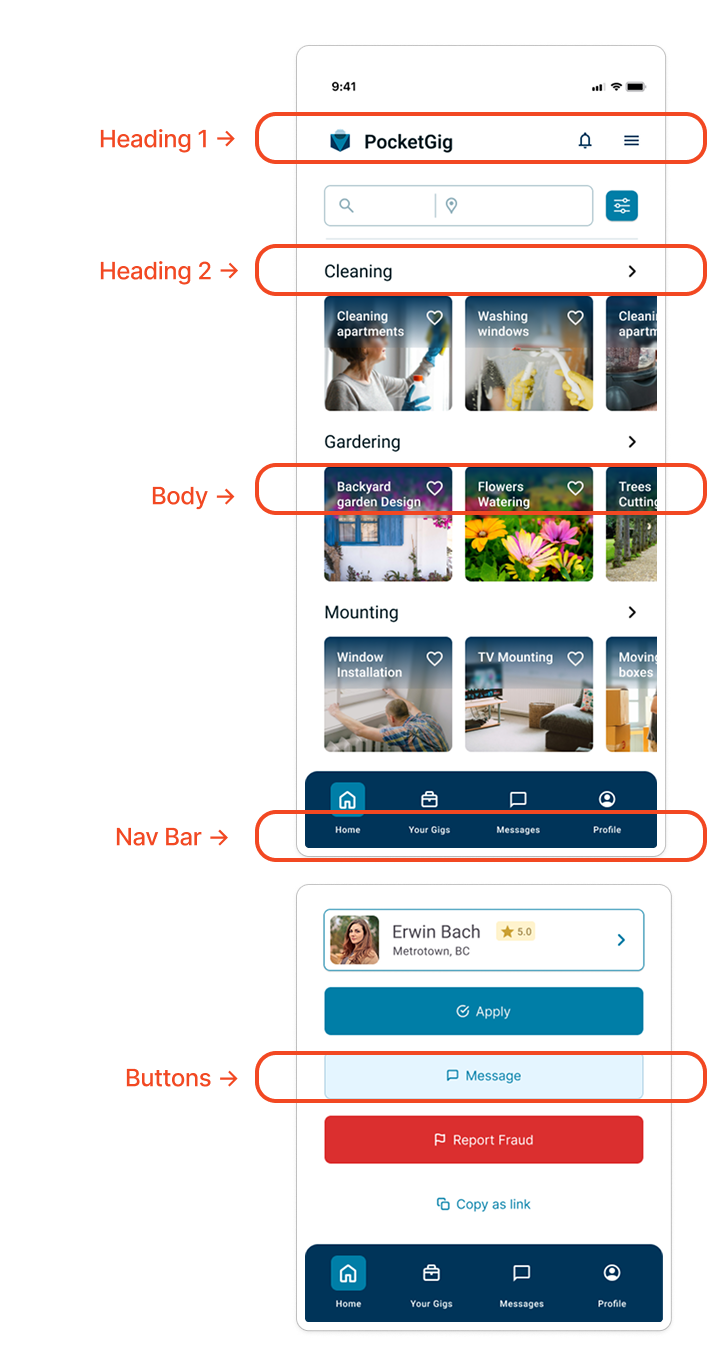 9:41
Heading 1 →
PocketGig
Heading 2 →
Cleaning
Cleaning
apartments
Washing
windows
Cleani
apartm
Gardering
Body →
Backyard
garden Design
Flowers
Watering
Trees
Cutting
Mounting
Window
Installation
TV Mounting
Moving
boxes
Nav Bar →
Home
Your Gigs
Messages
Profile
Erwin Bach
5.0
Metrotown, BC
Apply
Buttons →
Message
Report Fraud
Copy as link
Home
Your Gigs
Messages
Profile